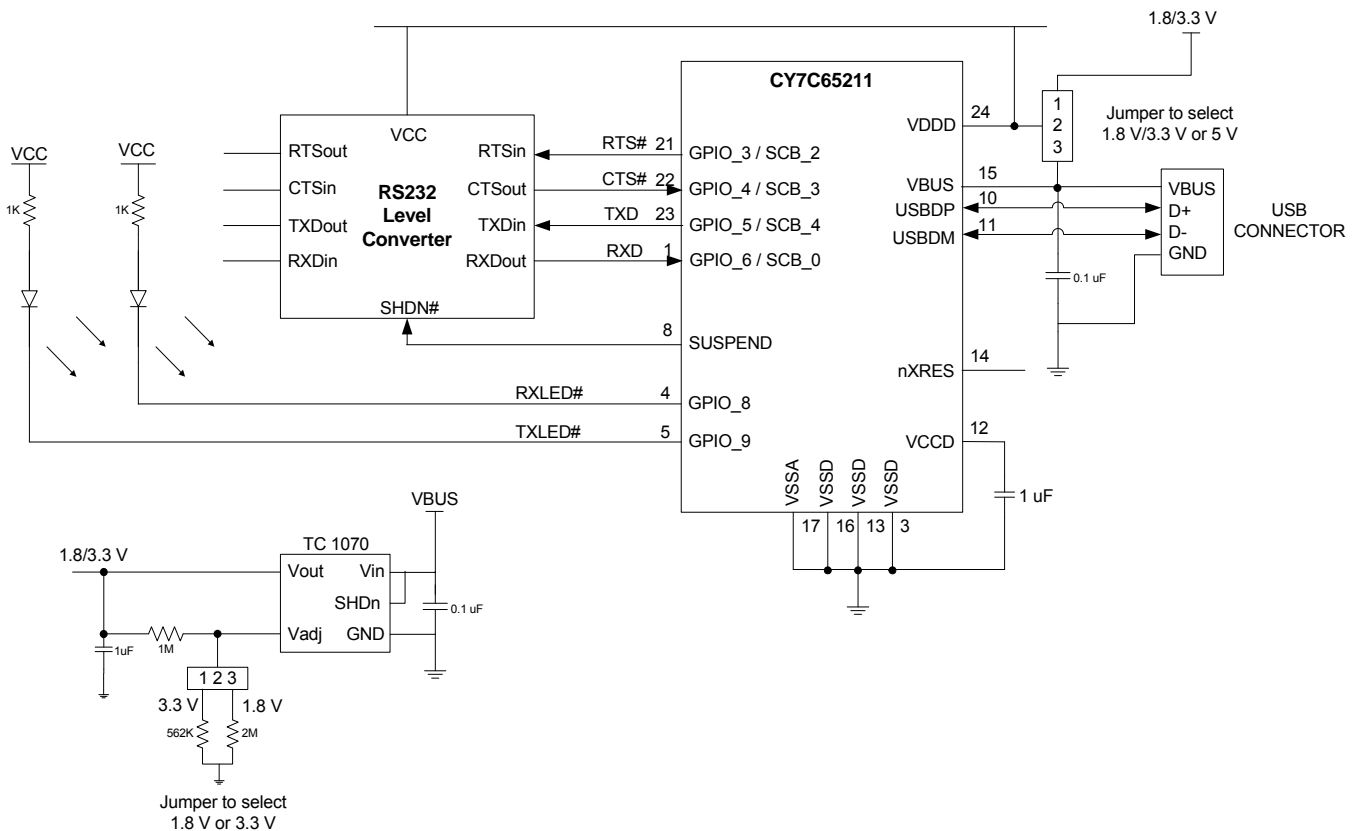 1.8/3.3 V
CY7C65211
1
2
3
Jumper to select
1.8 V/3.3 V or 5 V
VDDD
24
VCC
VCC
VCC
1K
1K
RTSout
CTSin
TXDout
RXDin
RS232
Level
Converter
RTSin
CTSout
TXDin
RXDout
SHDN#
RTS# 21
CTS# 22
TXD 23
RXD 1
GPIO_3 / SCB_2
GPIO_4 / SCB_3
GPIO_5 / SCB_4
GPIO_6 / SCB_0
VBUS
15
USBDP
10
USBDM
11
VBUS
D+
D-
GND
USB
CONNECTOR
0.1 uF
8
SUSPEND
nXRES
14
RXLED#
4
GPIO_8
TXLED#
5
GPIO_9
VCCD
12
1 uF
VSSA
VSSD
VSSD
VSSD
17
16
13
3
VBUS
TC 1070
1.8/3.3 V
Vout
Vin
SHDn
Vadj
GND
0.1 uF
1uF
1M
1 2 3
3.3 V
1.8 V
562K
2M
Jumper to select
1.8 V or 3.3 V